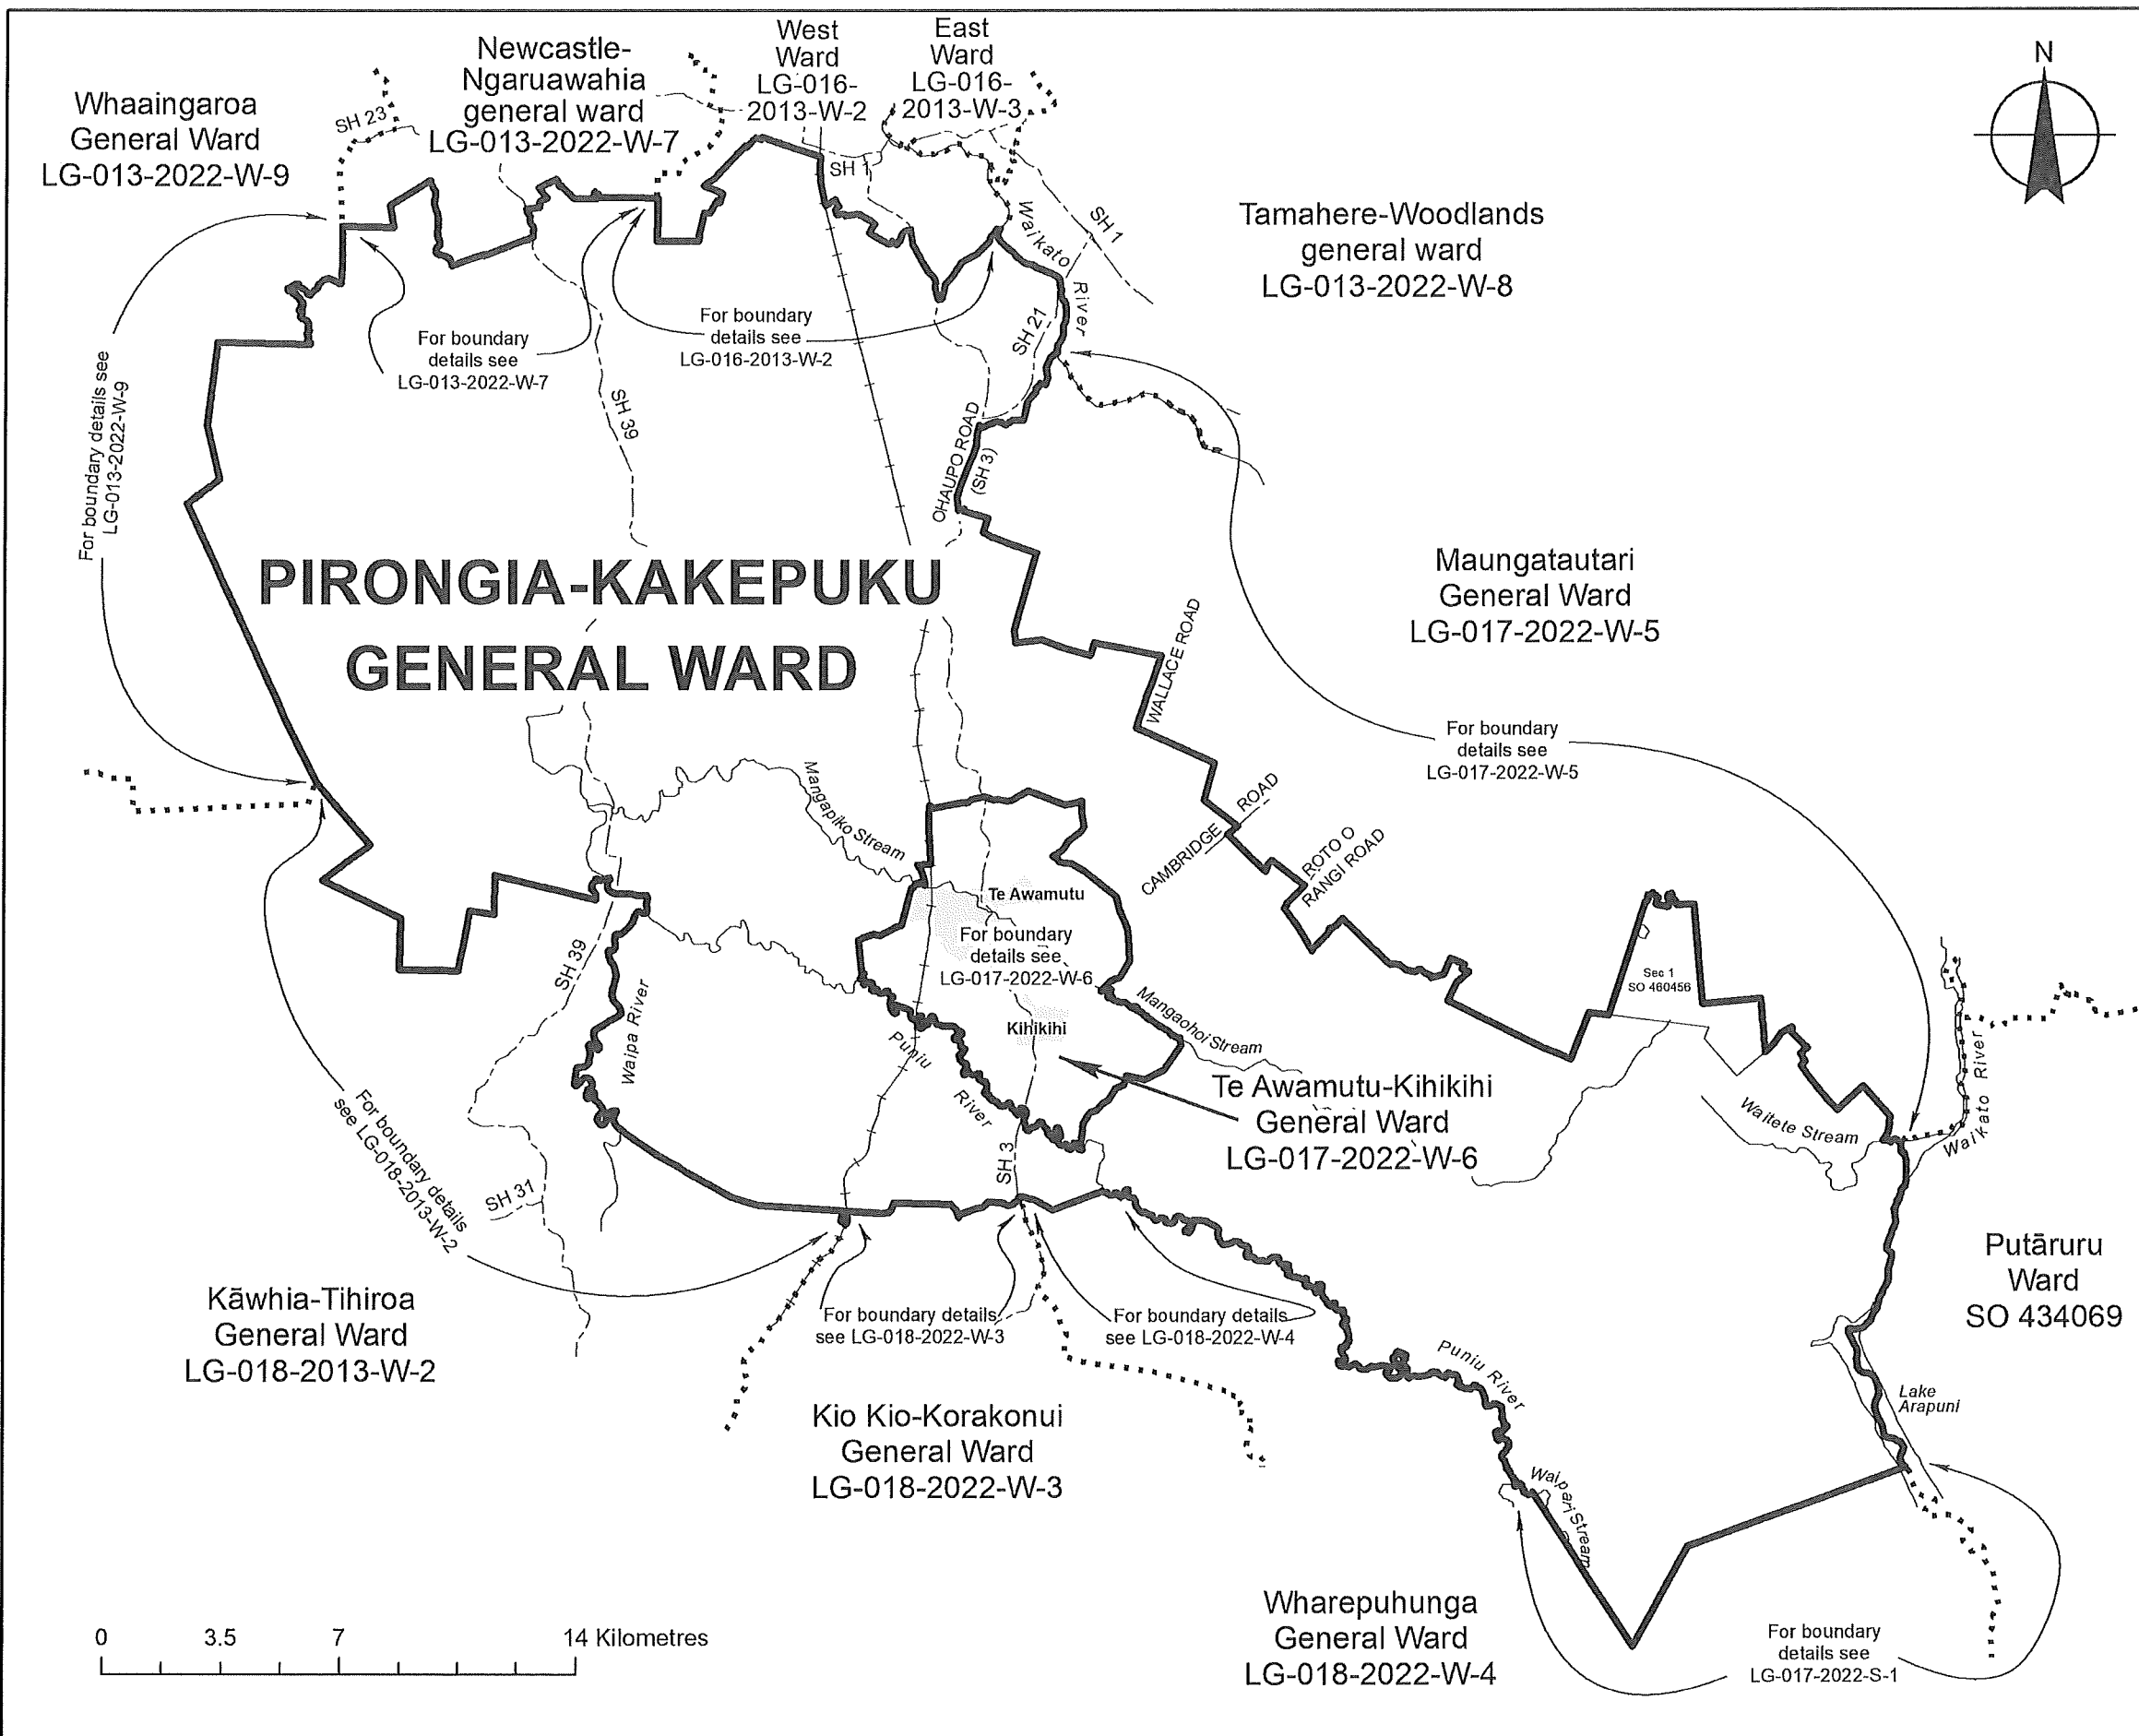 West
Ward
LG-016-
2013-W-2
East
Ward
LG-016-
2013-W-3
Newcastle-
Ngaruawahia
general ward
LG-013-2022-W-7
N
Whaaingaroa
General Ward
LG-013-2022-W-9
SH 23
SH 1
SH 1
Waikato
River
Tamahere-Woodlands
general ward
LG-013-2022-W-8
For boundary
details see
LG-013-2022-W-7
For boundary
details see
LG-016-2013-W-2
SH 21
For boundary details see
LG-013-2022-W-9
SH 39
OHAUPO ROAD
(SH 3)
PIRONGIA-KAKEPUKU
GENERAL WARD
Maungatautari
General Ward
LG-017-2022-W-5
WALLACE ROAD
For boundary
details see
LG-017-2022-W-5
Mangapiko Stream
CAMBRIDGE
ROAD
ROTO O
RANGI ROAD
Te Awamutu
For boundary
details see
LG-017-2022-W-6
Kihikihi
SH 39
Waipa River
Sec 1
SO 460456
Mangaohoi Stream
Puniu
River
Te Awamutu-Kihikihi
General Ward
LG-017-2022-W-6
Waitete Stream
Waikato River
For boundary details
see LG-018-2013-W-2
SH 31
SH 3
Putāruru
Ward
SO 434069
Kāwhia-Tihiroa
General Ward
LG-018-2013-W-2
For boundary details
see LG-018-2022-W-3
For boundary details
see LG-018-2022-W-4
Puniu River
Lake
Arapuni
Kio Kio-Korakonui
General Ward
LG-018-2022-W-3
Waipari Stream
Wharepuhunga
General Ward
LG-018-2022-W-4
For boundary
details see
LG-017-2022-S-1
0 3.5 7 14 Kilometres